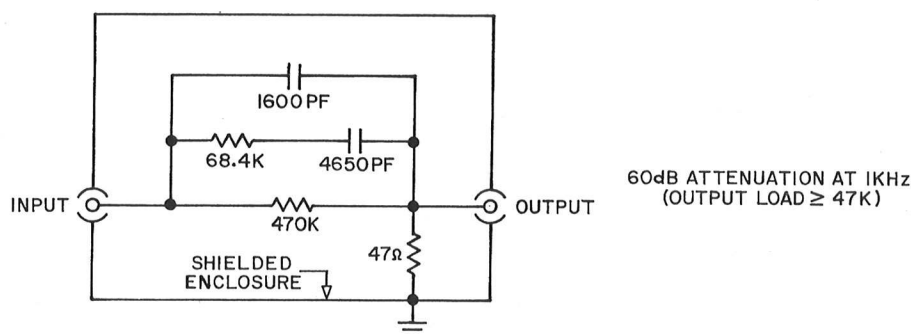 1600PF
68.4K
4650PF
60dB ATTENUATION AT 1KHz
(OUTPUT LOAD ≥ 47K)
INPUT
470K
OUTPUT
47Ω
SHIELDED
ENCLOSURE